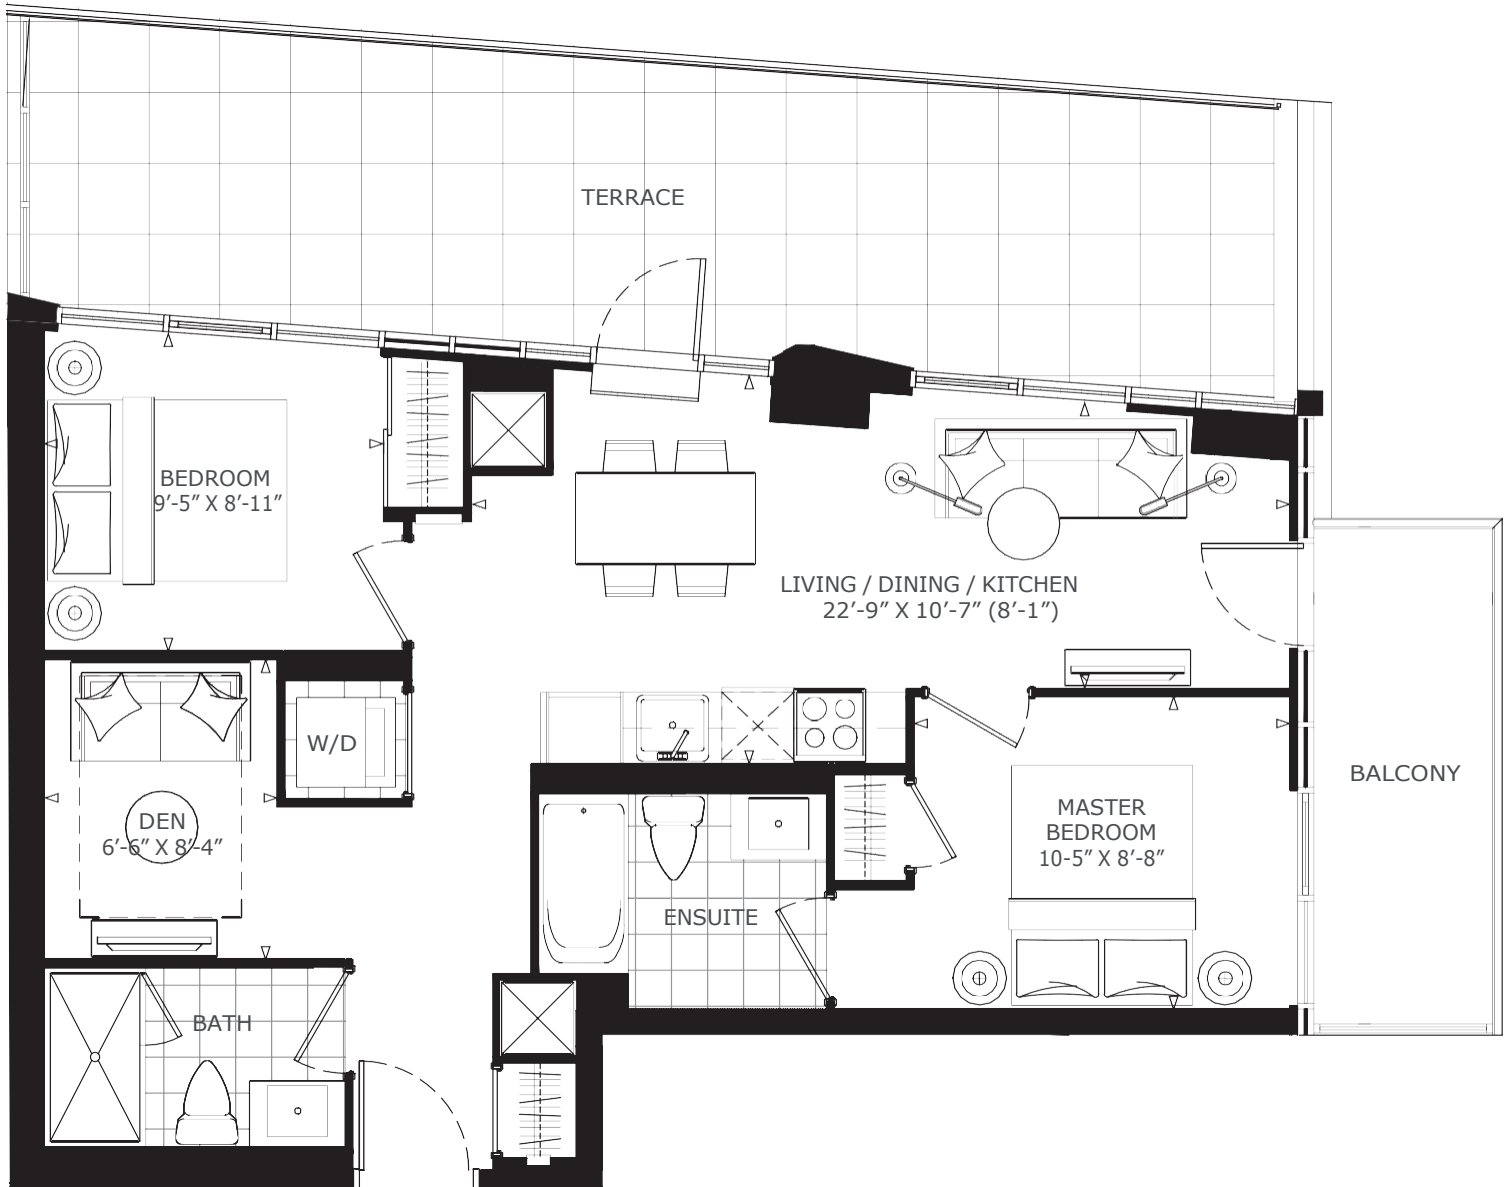 TERRACE
BEDROOM
9’-5” X 8’-11”
LIVING / DINING / KITCHEN
22’-9” X 10’-7” (8’-1”)
W/D
BALCONY
DEN
6’-6” X 8’-4”
MASTER
BEDROOM
10-5” X 8’-8”
ENSUITE
BATH